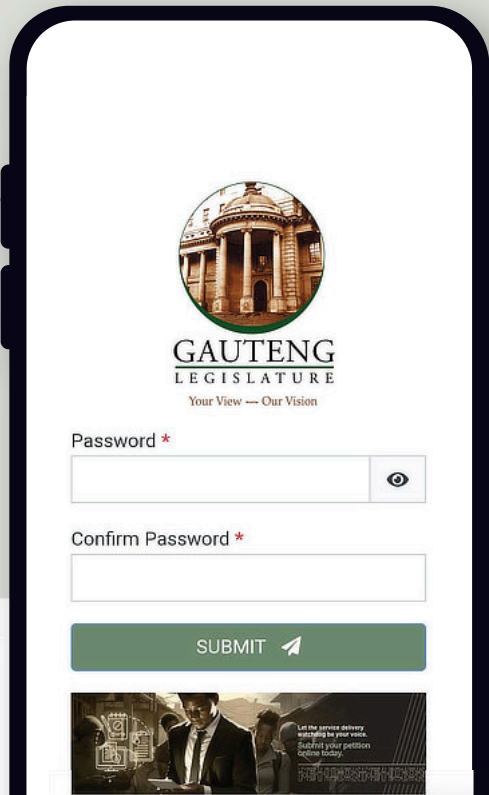 GAUTENG
LEGISLATURE
Your View — Our Vision
Password *
Confirm Password *
SUBMIT
Let the service delivery
watchdog be your voice.
Submit your petition
online today.